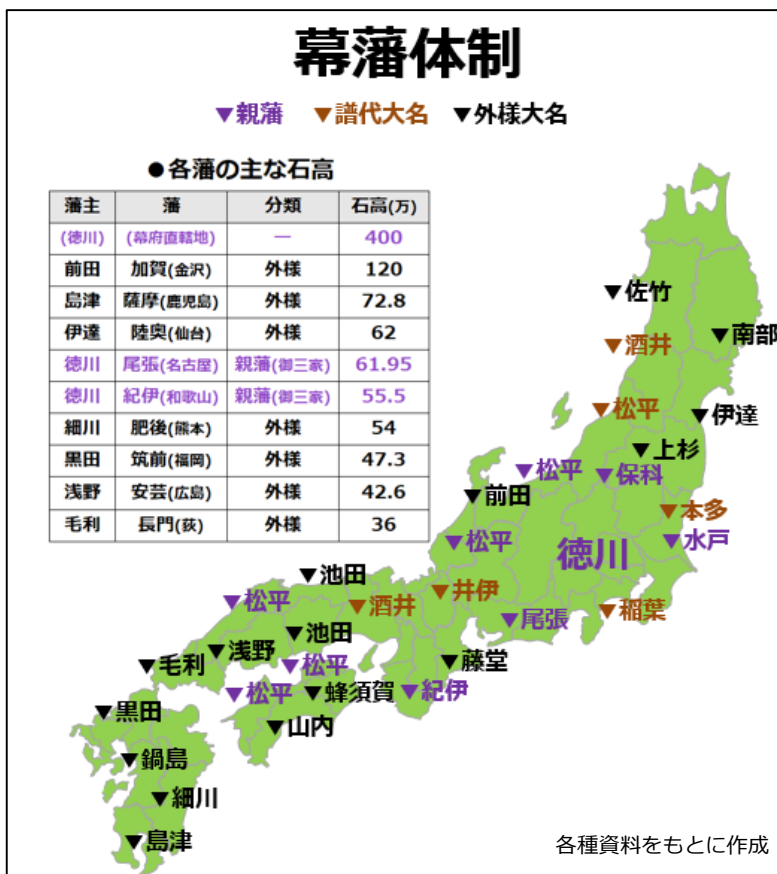 幕藩体制
▼親藩 ▼譜代大名 ▼外様大名
●各藩の主な石高
藩主 藩 分類 石高(万)
(徳川) (幕府直轄地) ― 400
前田 加賀(金沢) 外様 120
島津 薩摩(鹿児島) 外様 72.8
伊達 陸奥(仙台) 外様 62
徳川 尾張(名古屋) 親藩(御三家) 61.95
徳川 紀伊(和歌山) 親藩(御三家) 55.5
細川 肥後(熊本) 外様 54
黒田 筑前(福岡) 外様 47.3
浅野 安芸(広島) 外様 42.6
毛利 長門(萩) 外様 36
▼佐竹
▼南部
▼酒井
▼松平
▼伊達
▼上杉
▼松平
▼保科
▼前田
▼本多
▼松平
徳川
▼水戸
▼池田
▼松平
▼酒井
▼井伊
▼尾張
▼稲葉
▼池田
▼浅野
▼毛利
▼松平
▼藤堂
▼松平
▼蜂須賀
▼紀伊
▼黒田
▼山内
▼鍋島
▼細川
▼島津
各種資料をもとに作成